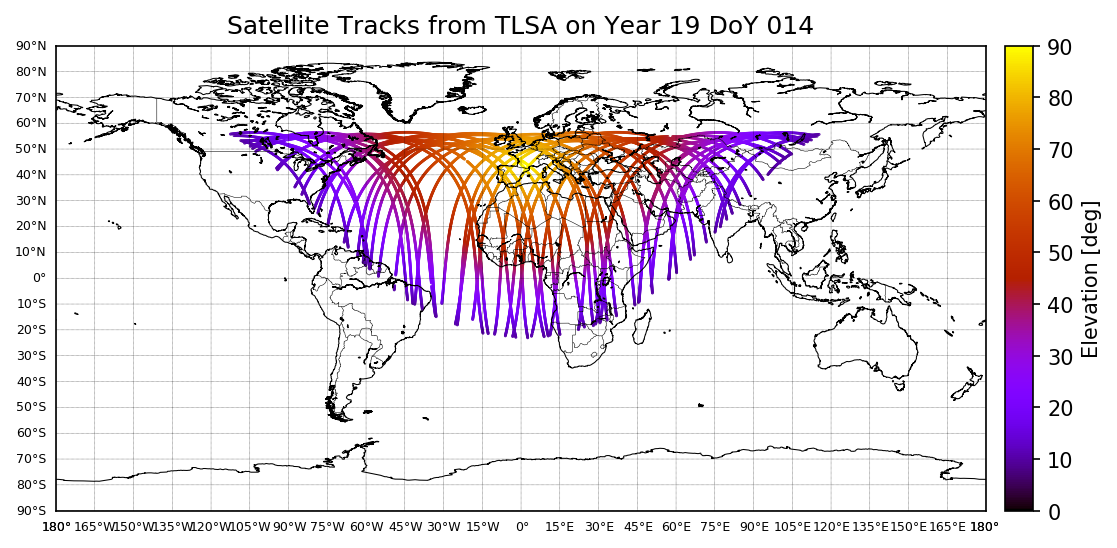 Satellite Tracks from TLSA on Year 19 DoY 014
90°N
80°N
70°N
60°N
50°N
40°N
30°N
20°N
10°N
0°
10°S
20°S
30°S
40°S
50°S
60°S
70°S
80°S
90°S
180° 165°W 150°W 135°W 120°W 105°W 90°W 75°W 60°W 45°W 30°W 15°W 0° 15°E 30°E 45°E 60°E 75°E 90°E 105°E 120°E 135°E 150°E 165°E 180°
90
80
70
60
50
40
30
20
10
0
Elevation [deg]